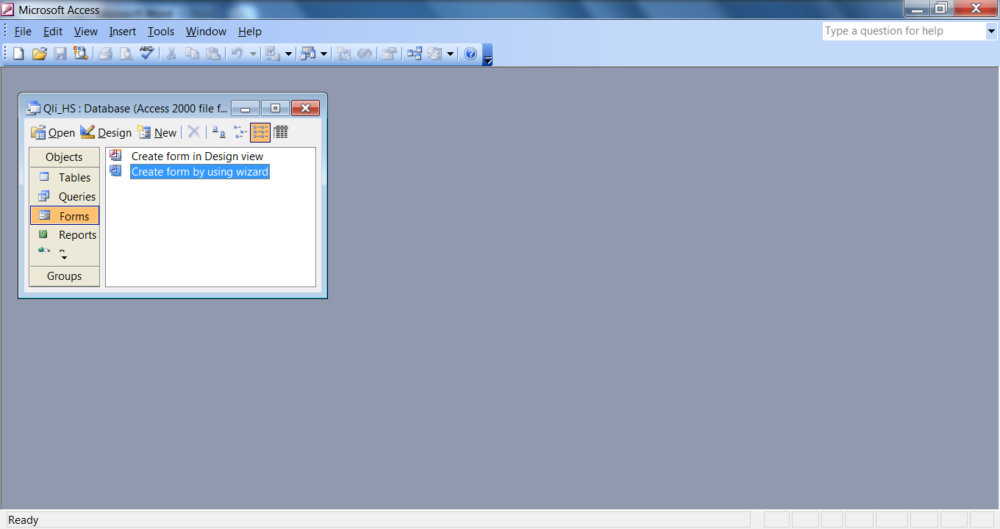 Microsoft Access
File Edit View Insert Tools Window Help
Type a question for help
Qli_HS : Database (Access 2000 file f...
Open Design New
Objects
Tables
Queries
Forms
Reports
Groups
Create form in Design view
Create form by using wizard
Ready